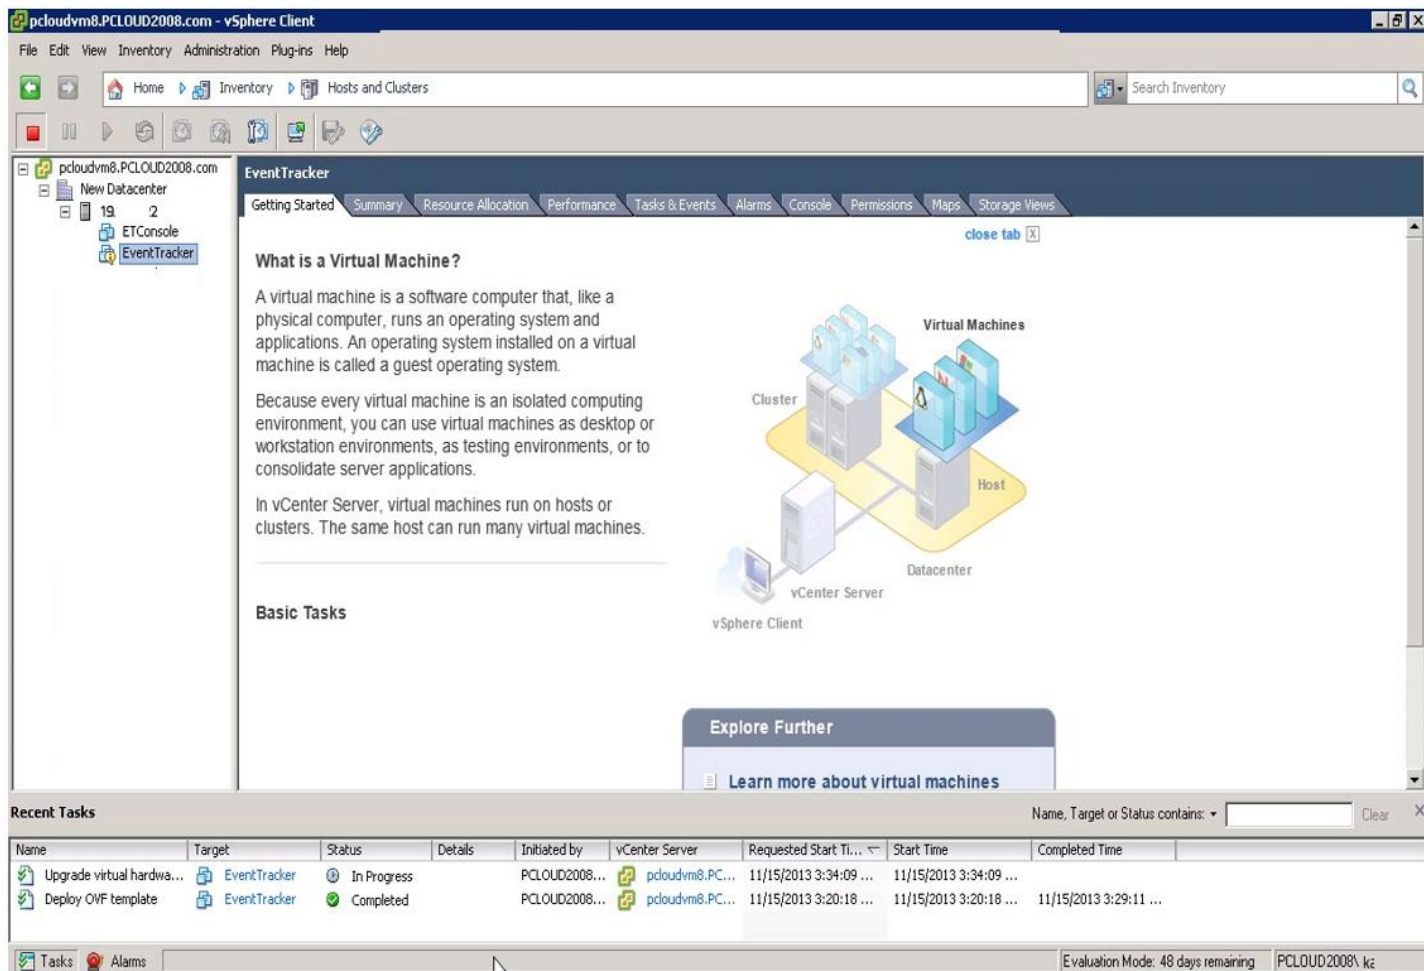 pcloudvm8.PCLOUD2008.com - vSphere Client
File Edit View Inventory Administration Plug-ins Help
Home Inventory Hosts and Clusters Search Inventory
pcloudvm8.PCLOUD2008.com
New Datacenter
19. 2
ETConsole
EventTracker
EventTracker
Getting Started Summary Resource Allocation Performance Tasks & Events Alarms Console Permissions Maps Storage Views
close tab X
What is a Virtual Machine?
A virtual machine is a software computer that, like a
physical computer, runs an operating system and
applications. An operating system installed on a virtual
machine is called a guest operating system.
Because every virtual machine is an isolated computing
environment, you can use virtual machines as desktop or
workstation environments, as testing environments, or to
consolidate server applications.
In vCenter Server, virtual machines run on hosts or
clusters. The same host can run many virtual machines.
Basic Tasks
Virtual Machines
Cluster
Host
Datacenter
vCenter Server
vSphere Client
Explore Further
Learn more about virtual machines
Recent Tasks Name, Target or Status contains: Clear
Name Target Status Details Initiated by vCenter Server Requested Start Ti... Start Time Completed Time
Upgrade virtual hardwa... EventTracker In Progress PCLOUD2008... pcloudvm8.PC... 11/15/2013 3:34:09 ... 11/15/2013 3:34:09 ...
Deploy OVF template EventTracker Completed PCLOUD2008... pcloudvm8.PC... 11/15/2013 3:20:18 ... 11/15/2013 3:20:18 ... 11/15/2013 3:29:11 ...
Tasks Alarms Evaluation Mode: 48 days remaining PCLOUD2008\ka